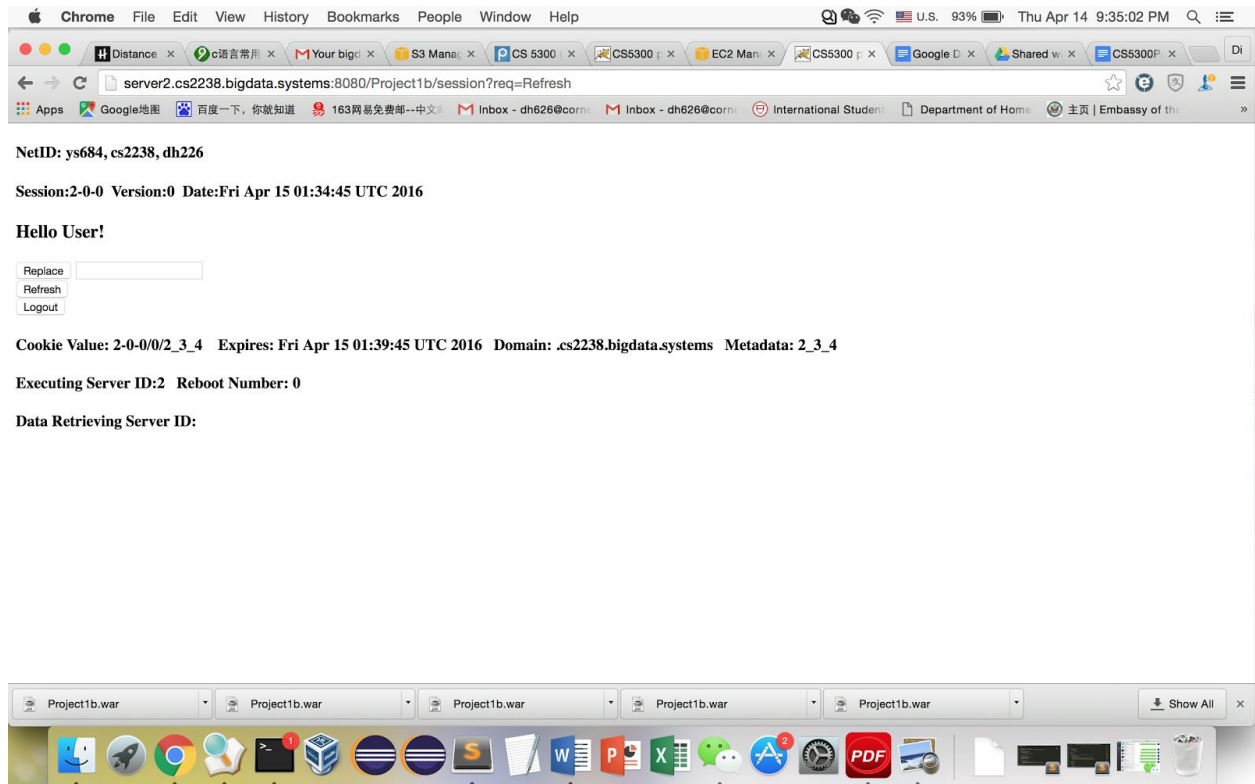 Chrome File Edit View History Bookmarks People Window Help U.S. 93% Thu Apr 14 9:35:02 PM
Distance c语言常用 Your bigd S3 Manag CS 5300 CS5300 p EC2 Man CS5300 p Google D Shared w CS5300P Di
server2.cs2238.bigdata.systems:8080/Project1b/session?req=Refresh
Apps Google地图 百度一下，你就知道 163网易免费邮--中文 Inbox - dh626@corne Inbox - dh626@corne International Student Department of Home 主页 | Embassy of the »
NetID: ys684, cs2238, dh226
Session:2-0-0 Version:0 Date:Fri Apr 15 01:34:45 UTC 2016
Hello User!
Replace
Refresh
Logout
Cookie Value: 2-0-0/0/2_3_4 Expires: Fri Apr 15 01:39:45 UTC 2016 Domain: .cs2238.bigdata.systems Metadata: 2_3_4
Executing Server ID:2 Reboot Number: 0
Data Retrieving Server ID:
Project1b.war Project1b.war Project1b.war Project1b.war Project1b.war Show All
1 2 PDF